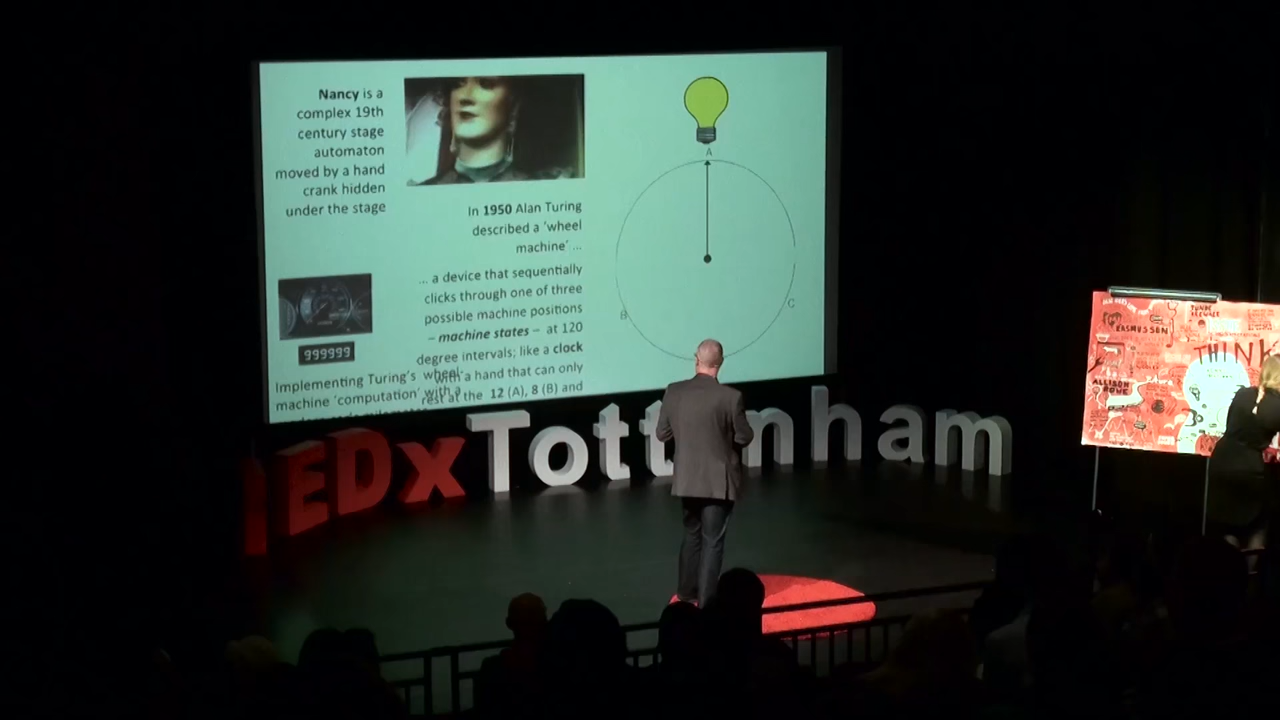 Nancy is a
complex 19th
century stage
automaton
moved by a hand
crank hidden
under the stage
In 1950 Alan Turing
described a 'wheel
machine' ...
... a device that sequentially
clicks through one of three
possible machine positions
– machine states – at 120
degree intervals; like a clock
with a hand that can only
rest at the 12 (A), 8 (B) and
999999
Implementing Turing's wheel-
machine 'computation' with a
A
B
C
TEDxTottenham
RASMUSSEN
THINK
ALLISON